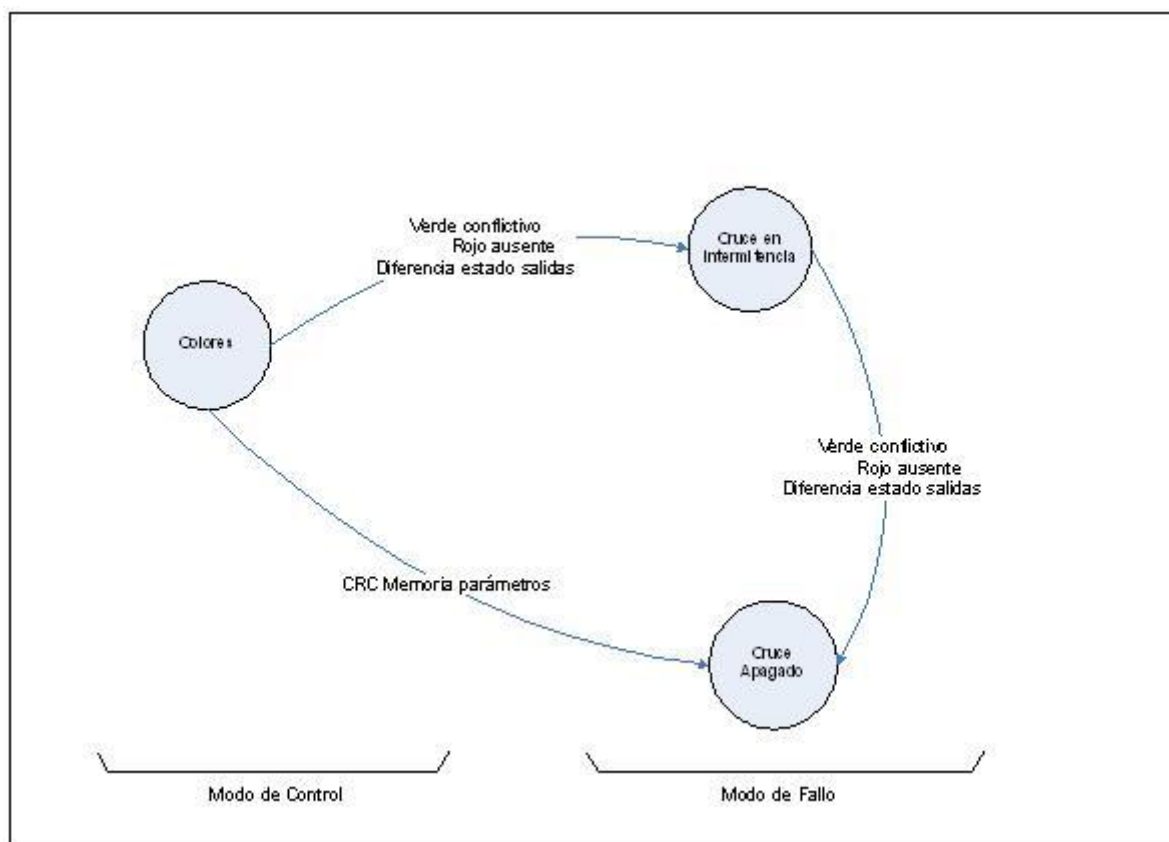 Verde conflictivo
Rojo ausente
Diferencia estado salidas
Cruce en
Intermitencia
Colores
Verde conflictivo
Rojo ausente
Diferencia estado salidas
CRC Memoria parámetros
Cruce
Apagado
Modo de Control
Modo de Fallo